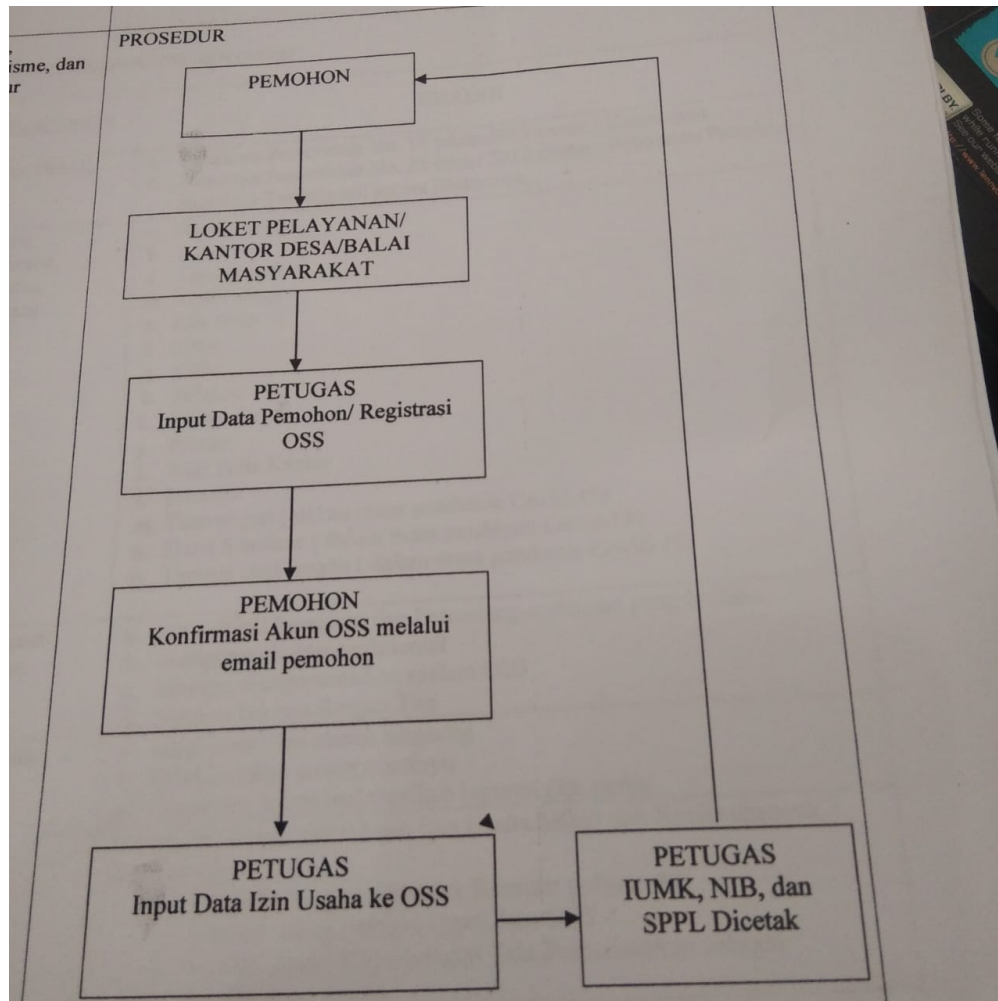 isme, dan
PROSEDUR
PEMOHON
LOKET PELAYANAN/
KANTOR DESA/BALAI
MASYARAKAT
PETUGAS
Input Data Pemohon/ Registrasi
OSS
PEMOHON
Konfirmasi Akun OSS melalui
email pemohon
PETUGAS
Input Data Izin Usaha ke OSS
PETUGAS
IUMK, NIB, dan
SPPL Dicetak